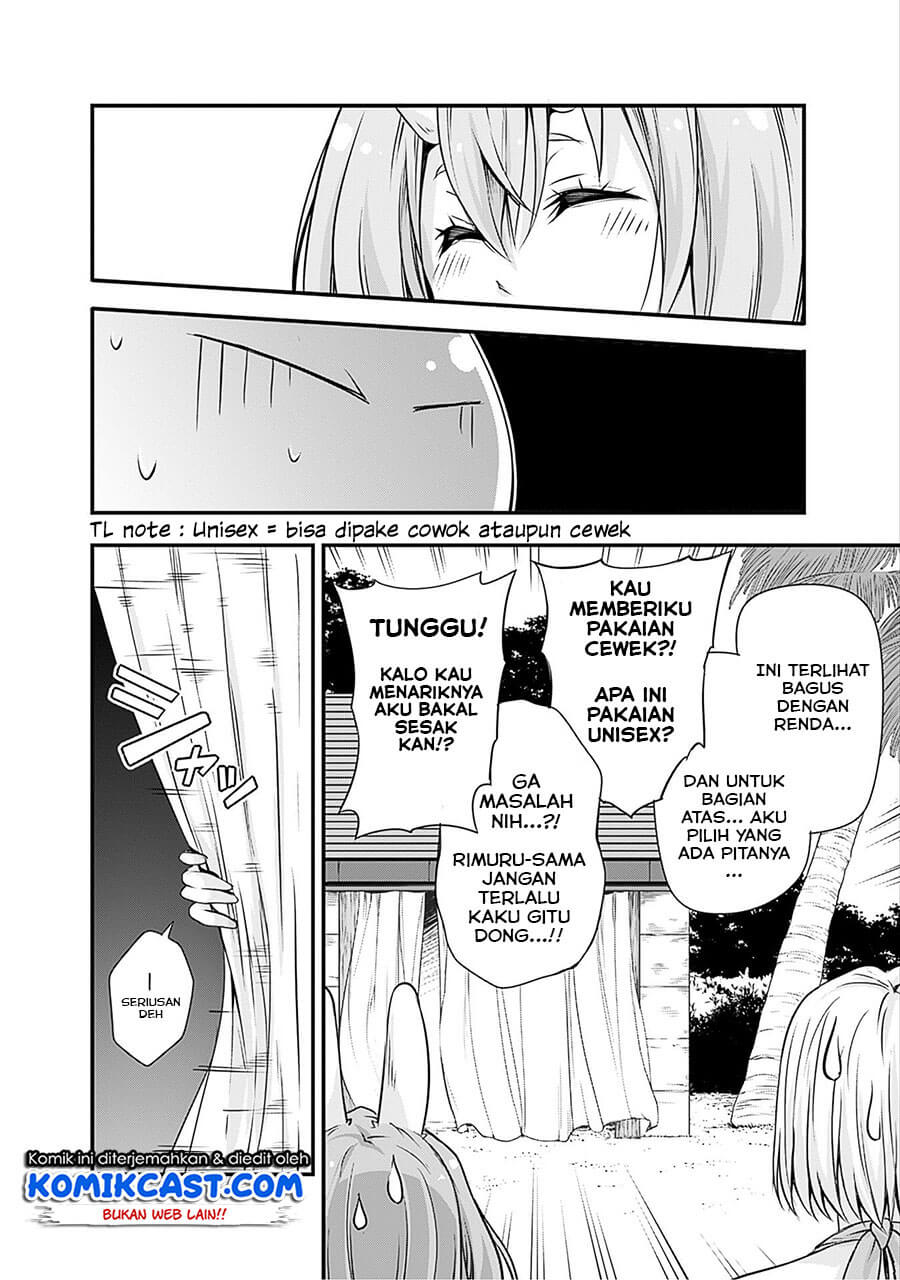 TL note : Unisex = bisa dipake cowok ataupun cewek
INI TERLIHAT
BAGUS
DENGAN
RENDA...
DAN UNTUK
BAGIAN
ATAS... AKU
PILIH YANG
ADA PITANYA
...
KAU
MEMBERIKU
PAKAIAN
CEWEK?!
APA INI
PAKAIAN
UNISEX?
GA
MASALAH
NIH...?!
RIMURU-SAMA
JANGAN
TERLALU
KAKU GITU
DONG...!!
TUNGGU!
KALO KAU
MENARIKNYA
AKU BAKAL
SESAK
KAN!?
I
SERIUSAN
DEH
Komik ini diterjemahkan & diedit oleh
KOMIKCAST.COM
BUKAN WEB LAIN!!